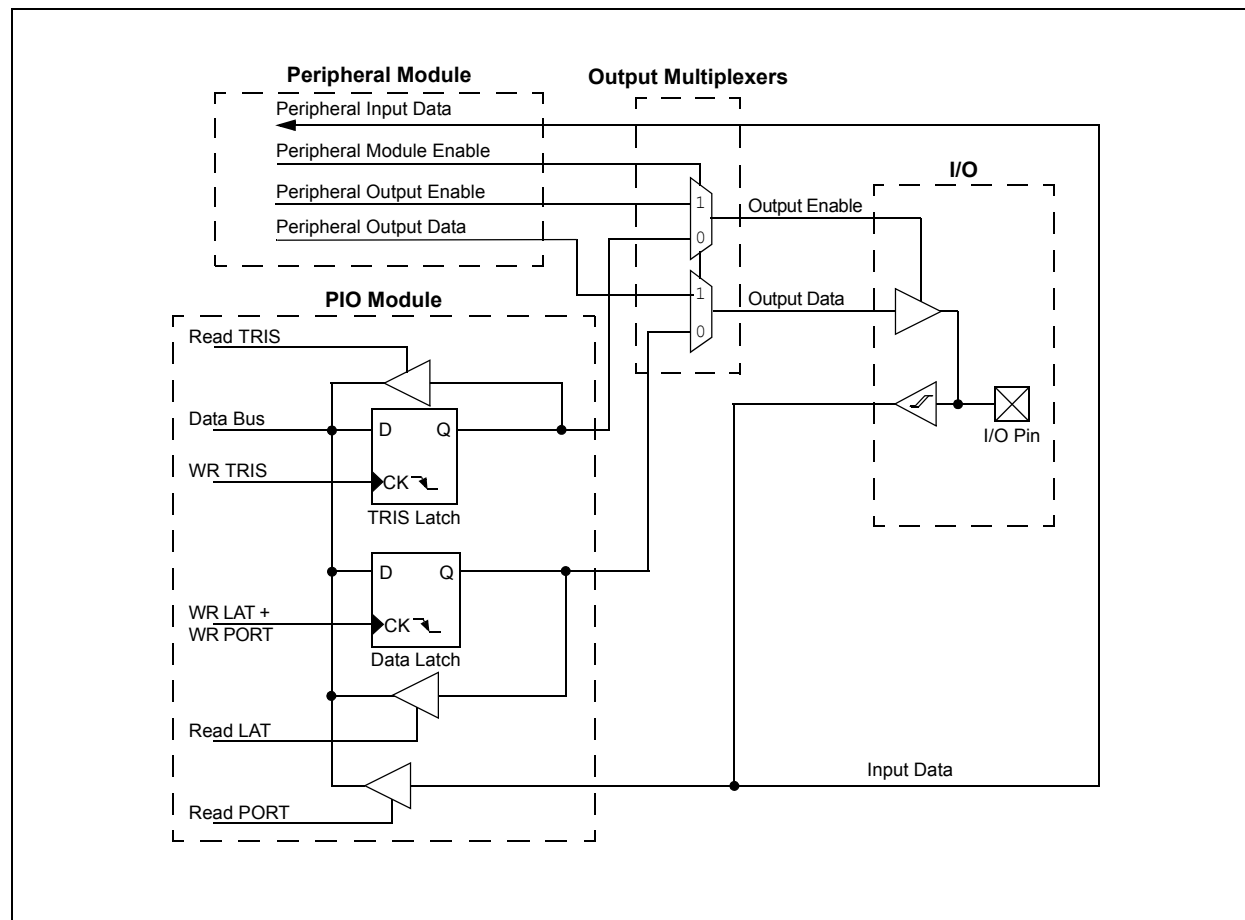 Peripheral Module
Output Multiplexers
Peripheral Input Data
Peripheral Module Enable
Peripheral Output Enable
Peripheral Output Data
1
0
1
0
Output Enable
Output Data
I/O
I/O Pin
PIO Module
Read TRIS
Data Bus
D Q
WR TRIS
CK
TRIS Latch
D Q
WR LAT +
WR PORT
CK
Data Latch
Read LAT
Input Data
Read PORT